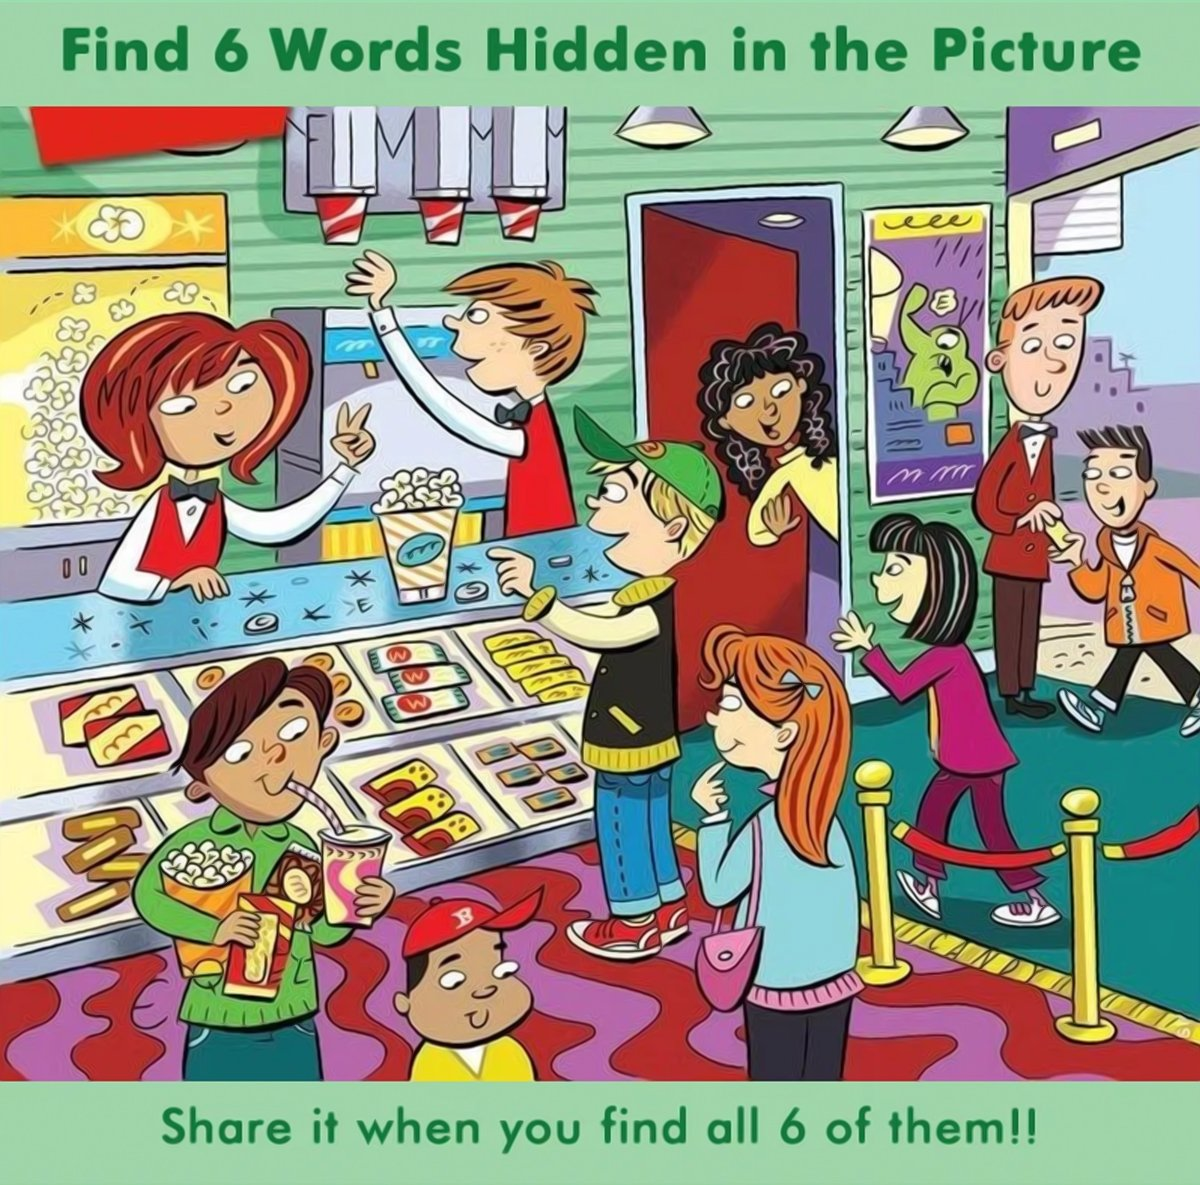 Find 6 Words Hidden in the Picture
W
W
W
B
Share it when you find all 6 of them!!